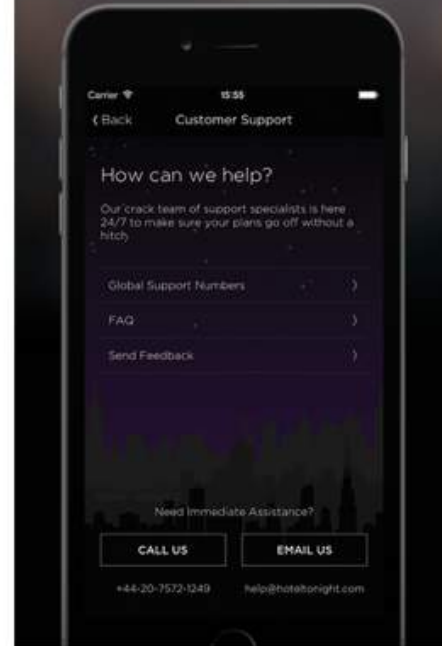 Carrier 15:55
Back Customer Support
How can we help?
Our crack team of support specialists is here
24/7 to make sure your plans go off without a
hitch
Global Support Numbers
FAQ
Send Feedback
Need Immediate Assistance?
CALL US EMAIL US
+44-20-7572-1249 help@hoteltonight.com